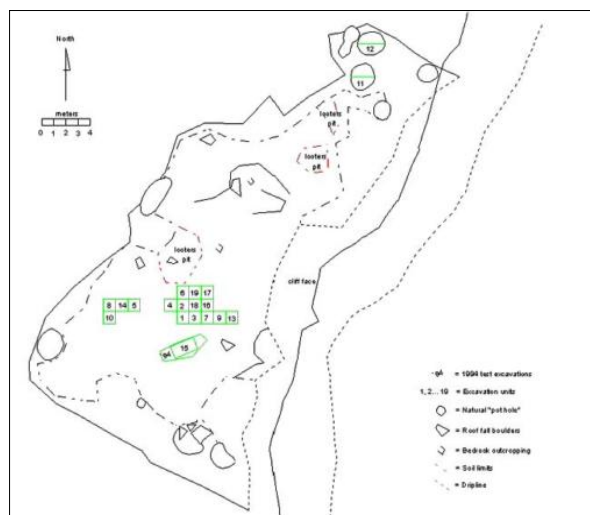 North
meters
0 1 2 3 4
12
11
looters
pit
looters
pit
looters
pit
cliff face
6 19 17
8 14 5
4 2 18 16
10
1 3 7 9 13
94 15
94 = 1994 test excavations
1, 2... 19 = Excavation units
= Natural "pot hole"
= Roof fall boulders
= Bedrock outcropping
= Soil limits
= Dripline